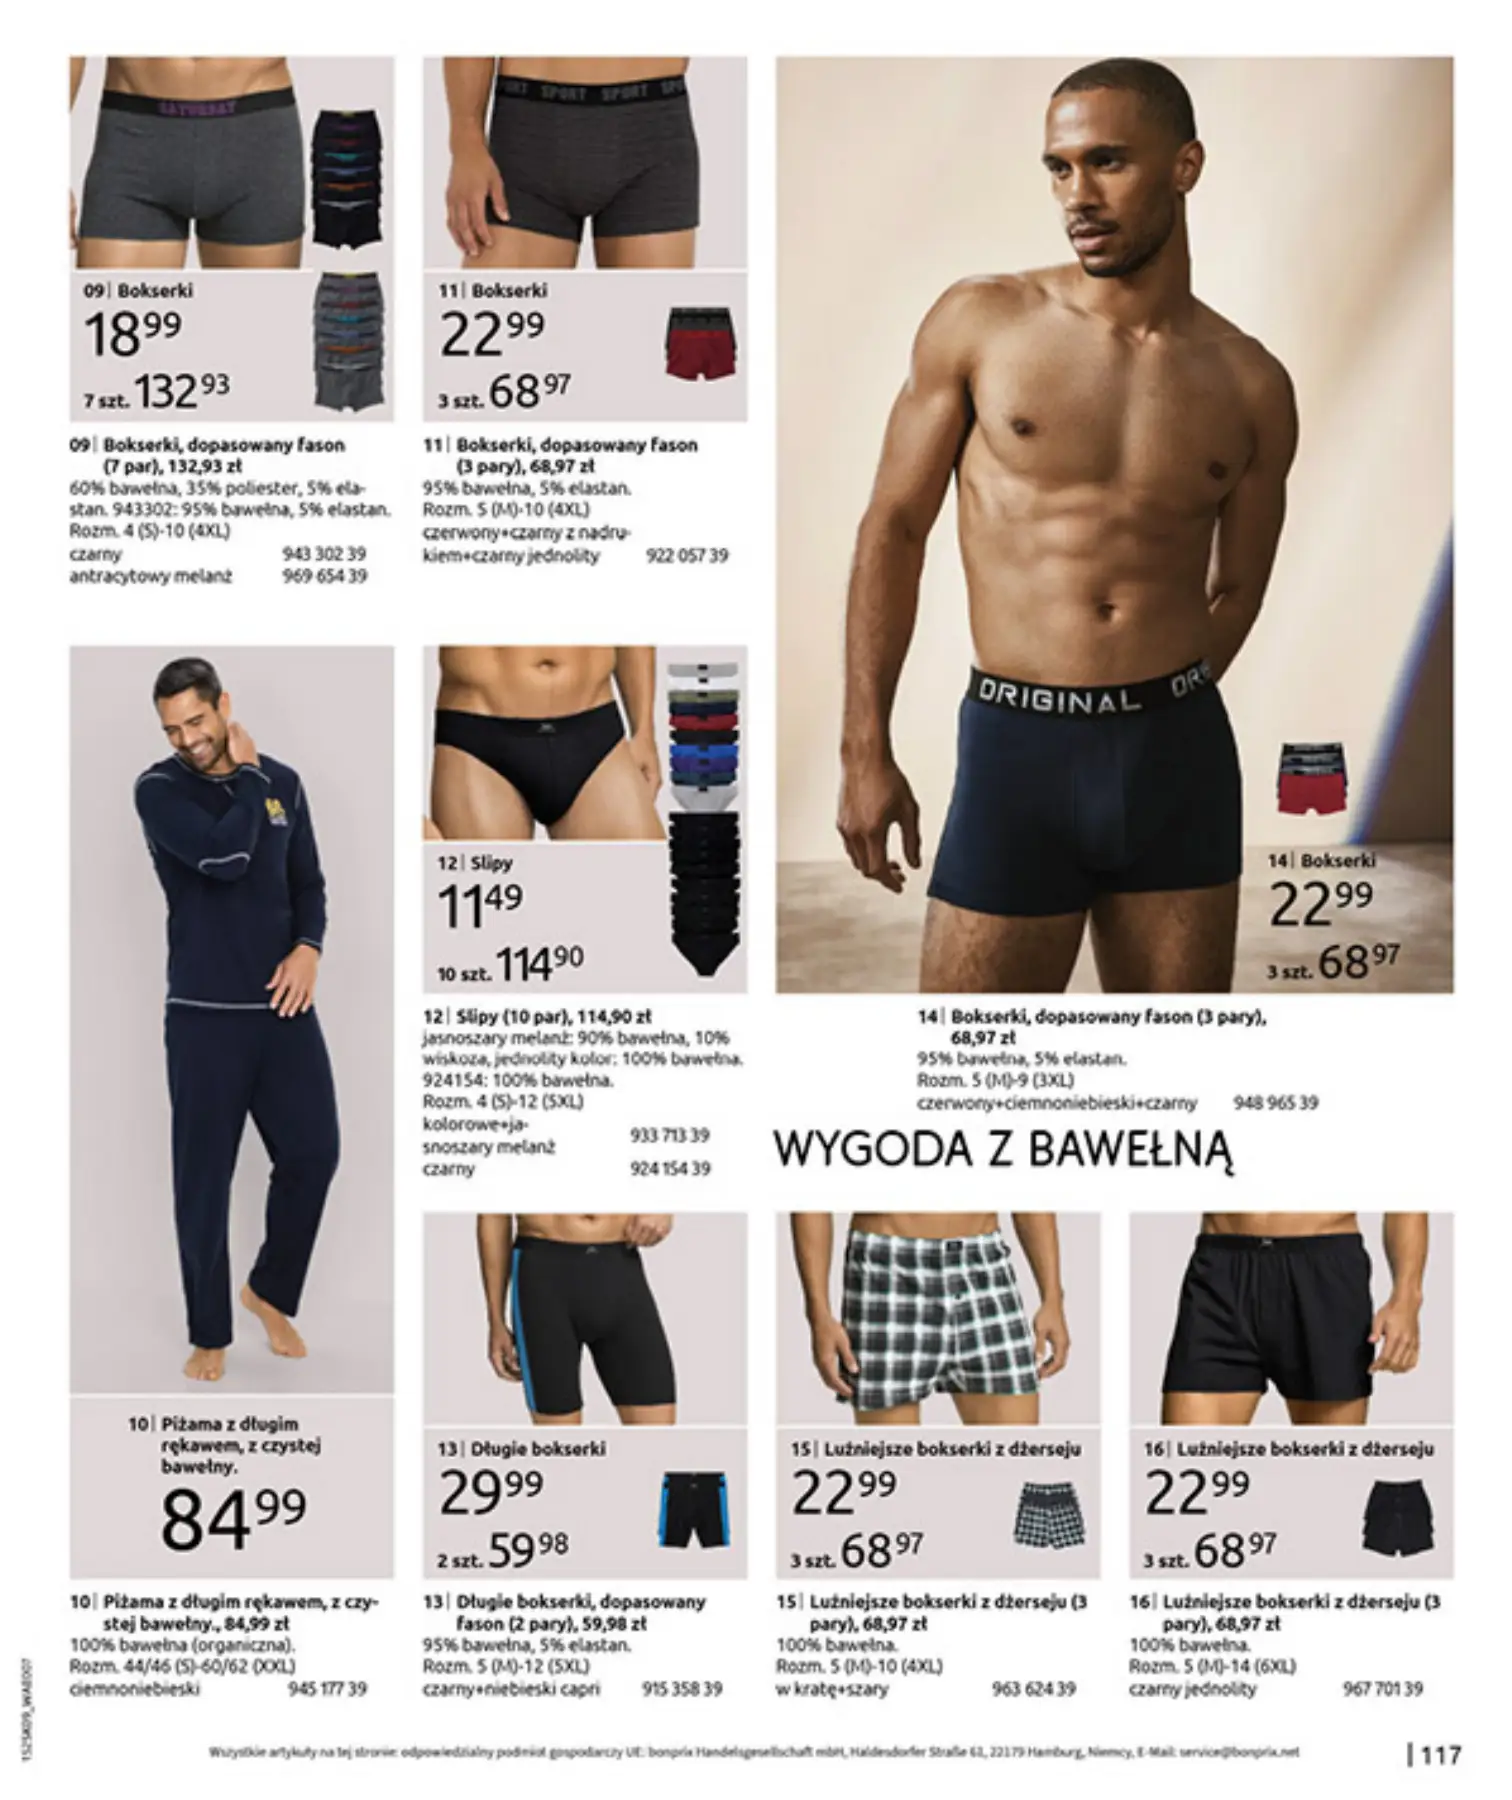 SATURDAY
09| Bokserki
18⁹⁹
7 szt. 132⁹³
09| Bokserki, dopasowany fason
(7 par), 132,93 zł
60% bawełna, 35% poliester, 5% ela-
stan. 943302: 95% bawełna, 5% elastan.
Rozm. 4 (S)-10 (4XL)
czarny 943 302 39
antracytowy melanż 969 654 39
SPORT SPORT
11| Bokserki
22⁹⁹
3 szt. 68⁹⁷
11| Bokserki, dopasowany fason
(3 pary), 68,97 zł
95% bawełna, 5% elastan.
Rozm. 5 (M)-10 (4XL)
czerwony+czarny z nadru-
kiem+czarny jednolity 922 057 39
ORIGINAL
14| Bokserki
22⁹⁹
3 szt. 68⁹⁷
14| Bokserki, dopasowany fason (3 pary),
68,97 zł
95% bawełna, 5% elastan.
Rozm. 5 (M)-9 (3XL)
czerwony+ciemnoniebieski+czarny 948 965 39
12| Slipy
11⁴⁹
10 szt. 114⁹⁰
12| Slipy (10 par), 114,90 zł
jasnoszary melanż: 90% bawełna, 10%
wiskoza, jednolity kolor: 100% bawełna.
924154: 100% bawełna.
Rozm. 4 (S)-12 (5XL)
kolorowe+ja-
snoszary melanż 933 713 39
czarny 924 154 39
WYGODA Z BAWEŁNĄ
10| Piżama z długim
rękawem, z czystej
bawełny.
84⁹⁹
10| Piżama z długim rękawem, z czy-
stej bawełny., 84,99 zł
100% bawełna (organiczna).
Rozm. 44/46 (S)-60/62 (XXL)
ciemnoniebieski 945 177 39
13| Długie bokserki
29⁹⁹
2 szt. 59⁹⁸
13| Długie bokserki, dopasowany
fason (2 pary), 59,98 zł
95% bawełna, 5% elastan.
Rozm. 5 (M)-12 (5XL)
czarny+niebieski capri 915 358 39
15| Luźniejsze bokserki z dżerseju
22⁹⁹
3 szt. 68⁹⁷
15| Luźniejsze bokserki z dżerseju (3
pary), 68,97 zł
100% bawełna.
Rozm. 5 (M)-10 (4XL)
w kratę+szary 963 624 39
16| Luźniejsze bokserki z dżerseju
22⁹⁹
3 szt. 68⁹⁷
16| Luźniejsze bokserki z dżerseju (3
pary), 68,97 zł
100% bawełna.
Rozm. 5 (M)-14 (6XL)
czarny jednolity 967 701 39
Wszystkie artykuły na tej stronie: odpowiedzialny podmiot gospodarczy UE: bonprix Handelsgesellschaft mbH, Haldesdorfer Straße 61, 22179 Hamburg, Niemcy, E-Mail: service@bonprix.net
| 117